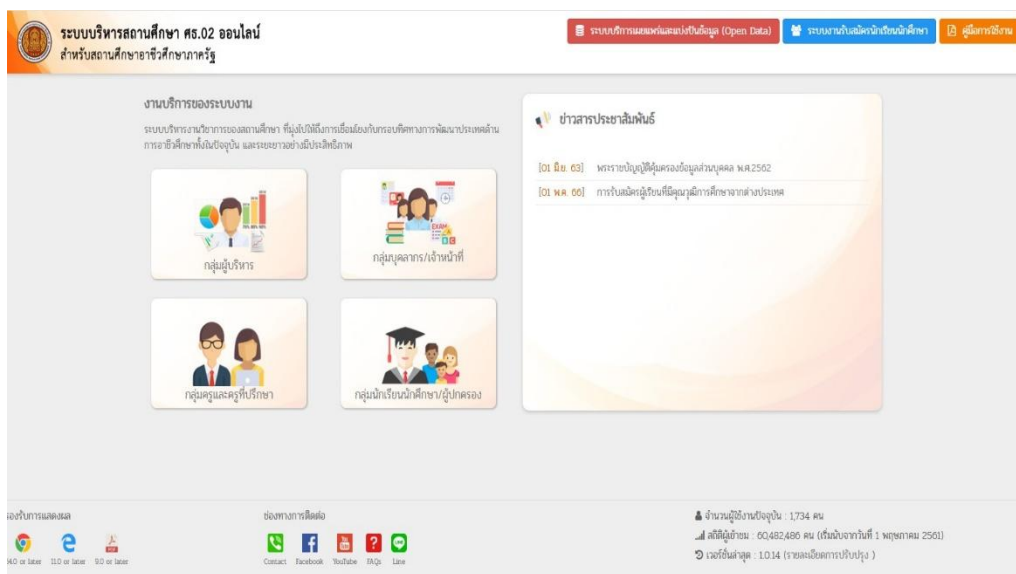 ระบบบริหารสถานศึกษา ศธ.02 ออนไลน์
สำหรับสถานศึกษาอาชีวศึกษาภาครัฐ
ระบบบริการเผยแพร่และแบ่งปันข้อมูล (Open Data)
ระบบงานรับสมัครนักเรียนนักศึกษา
คู่มือการใช้งาน
งานบริการของระบบงาน
ระบบบริหารงานวิชาการของสถานศึกษา ที่มุ่งไปให้ถึงการเชื่อมโยงกับกรอบทิศทางการพัฒนาประเทศด้าน
การอาชีวศึกษาทั้งในปัจจุบัน และระยะยาวอย่างมีประสิทธิภาพ
กลุ่มผู้บริหาร
EXAM
กลุ่มบุคลากร/เจ้าหน้าที่
กลุ่มครูและครูที่ปรึกษา
กลุ่มนักเรียนนักศึกษา/ผู้ปกครอง
ข่าวสารประชาสัมพันธ์
[01 มิย. 63] พระราชบัญญัติคุ้มครองข้อมูลส่วนบุคคล พ.ศ.2562
[01 พ.ค. 66] การรับสมัครผู้เรียนที่มีคุณวุฒิการศึกษาจากต่างประเทศ
องรับการแสดงผล
4.0 or later 11.0 or later 9.0 or later
ช่องทางการติดต่อ
Contact Facebook YouTube FAQs Line
จำนวนผู้ใช้งานปัจจุบัน : 1,734 คน
สถิติผู้เข้าชม : 60,482,486 คน (เริ่มนับจากวันที่ 1 พฤษภาคม 2561)
เวอร์ชั่นล่าสุด : 1.0.14 (รายละเอียดการปรับปรุง )